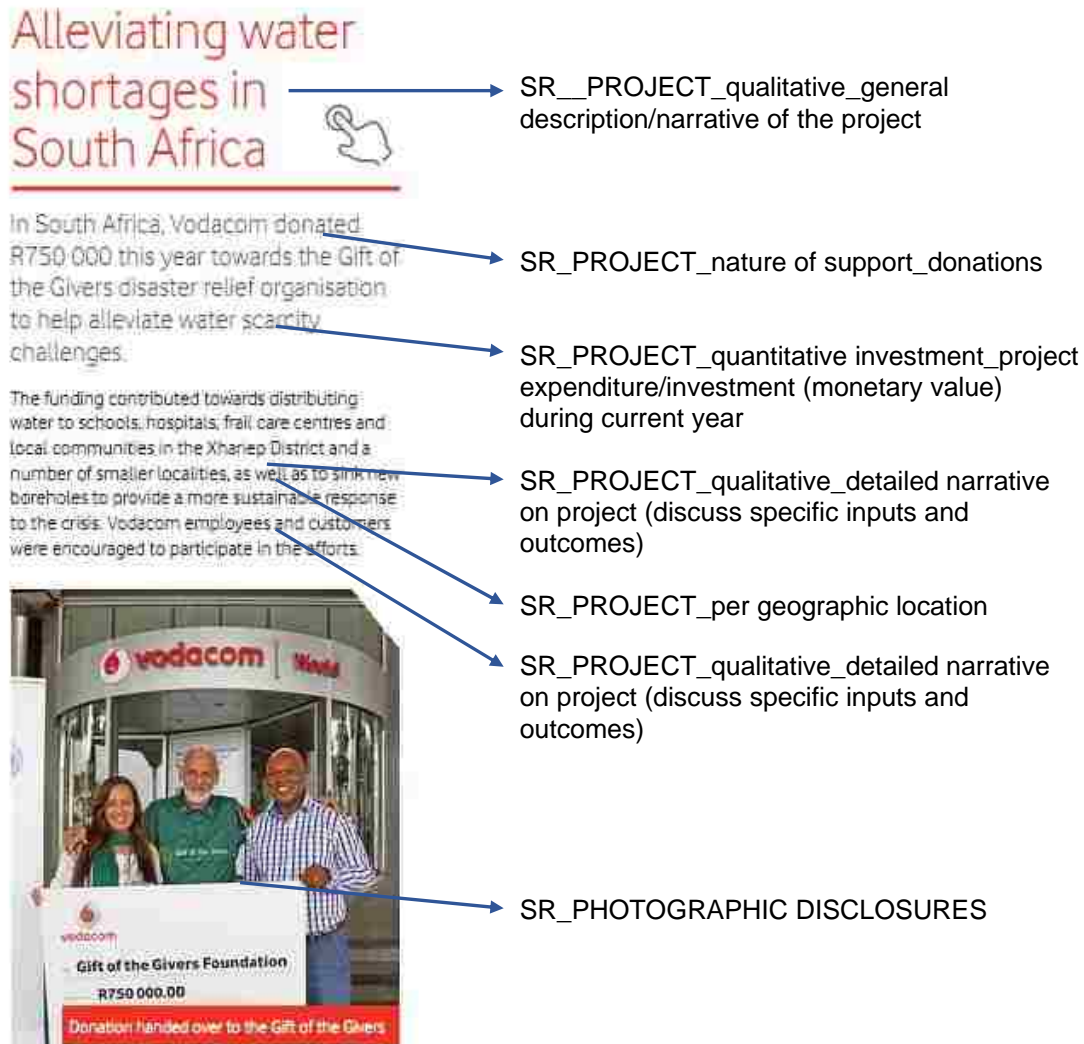 Alleviating water
shortages in
South Africa
In South Africa, Vodacom donated
R750 000 this year towards the Gift of
the Givers disaster relief organisation
to help alleviate water scarcity
challenges.
The funding contributed towards distributing
water to schools, hospitals, frail care centres and
local communities in the Xhariep District and a
number of smaller localities, as well as to sink new
boreholes to provide a more sustainable response
to the crisis. Vodacom employees and customers
were encouraged to participate in the efforts.
vodacom World
vodacom
Gift of the Givers Foundation
R750 000.00
Donation handed over to the Gift of the Givers
SR__PROJECT_qualitative_general
description/narrative of the project
SR_PROJECT_nature of support_donations
SR_PROJECT_quantitative investment_project
expenditure/investment (monetary value)
during current year
SR_PROJECT_qualitative_detailed narrative
on project (discuss specific inputs and
outcomes)
SR_PROJECT_per geographic location
SR_PROJECT_qualitative_detailed narrative
on project (discuss specific inputs and
outcomes)
SR_PHOTOGRAPHIC DISCLOSURES